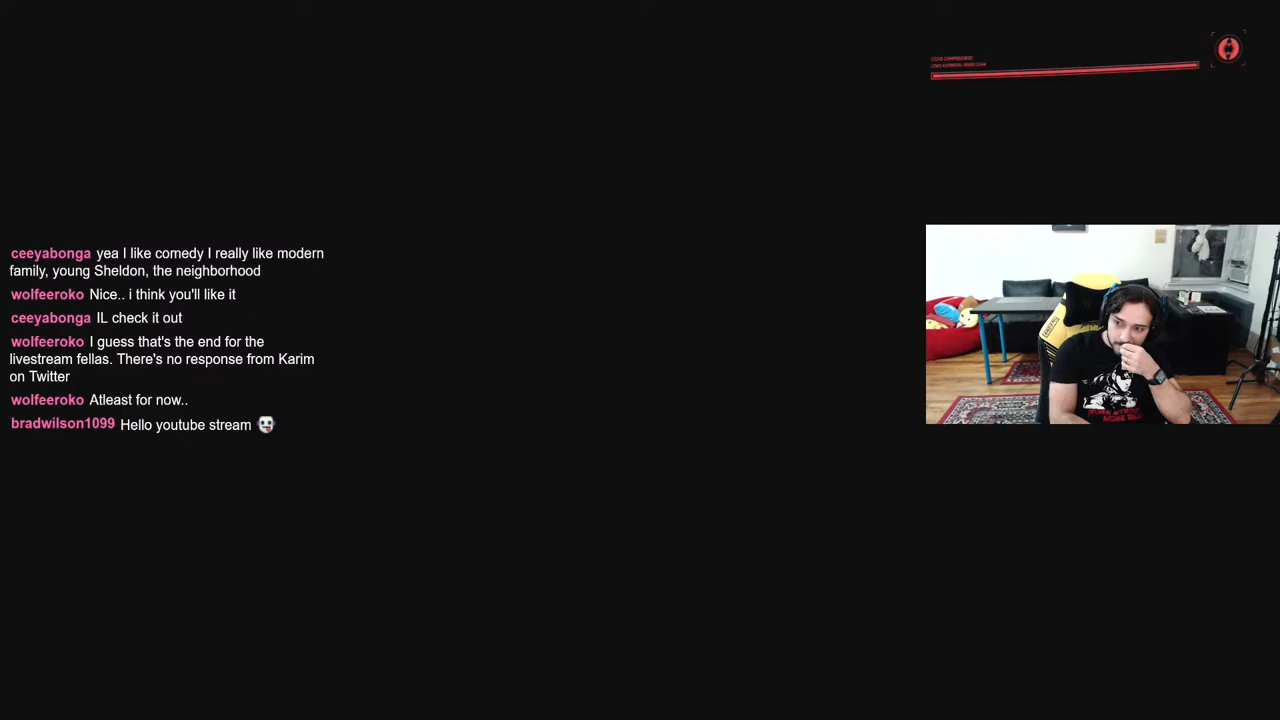 ceeyabonga yea I like comedy I really like modern
family, young Sheldon, the neighborhood
wolfeeroko Nice.. i think you'll like it
ceeyabonga IL check it out
wolfeeroko I guess that's the end for the
livestream fellas. There's no response from Karim
on Twitter
wolfeeroko Atleast for now..
bradwilson1099 Hello youtube stream